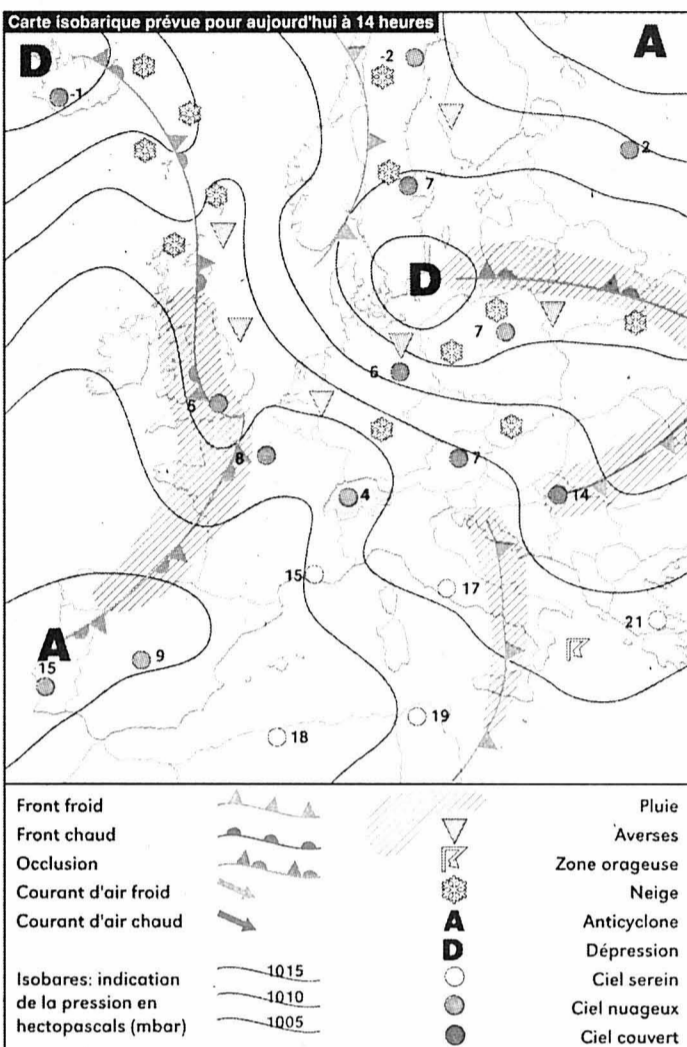 Carte isobarique prévue pour aujourd'hui à 14 heures
D
A
-1
-2
2
7
D
7
6
6
8
7
4
14
15
17
21
A
15
9
19
18
Front froid
Front chaud
Occlusion
Courant d'air froid
Courant d'air chaud
Isobares: indication
de la pression en
hectopascals (mbar)
1015
1010
1005
Pluie
Averses
Zone orageuse
Neige
A Anticyclone
D Dépression
Ciel serein
Ciel nuageux
Ciel couvert